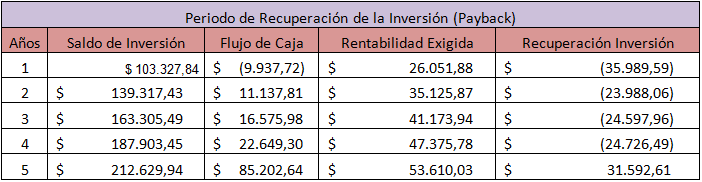 Periodo de Recuperación de la Inversión (Payback)
Años Saldo de Inversión Flujo de Caja Rentabilidad Exigida Recuperación Inversión
1 $ 103.327,84 $ (9.937,72) $ 26.051,88 $ (35.989,59)
2 $ 139.317,43 $ 11.137,81 $ 35.125,87 $ (23.988,06)
3 $ 163.305,49 $ 16.575,98 $ 41.173,94 $ (24.597,96)
4 $ 187.903,45 $ 22.649,30 $ 47.375,78 $ (24.726,49)
5 $ 212.629,94 $ 85.202,64 $ 53.610,03 $ 31.592,61